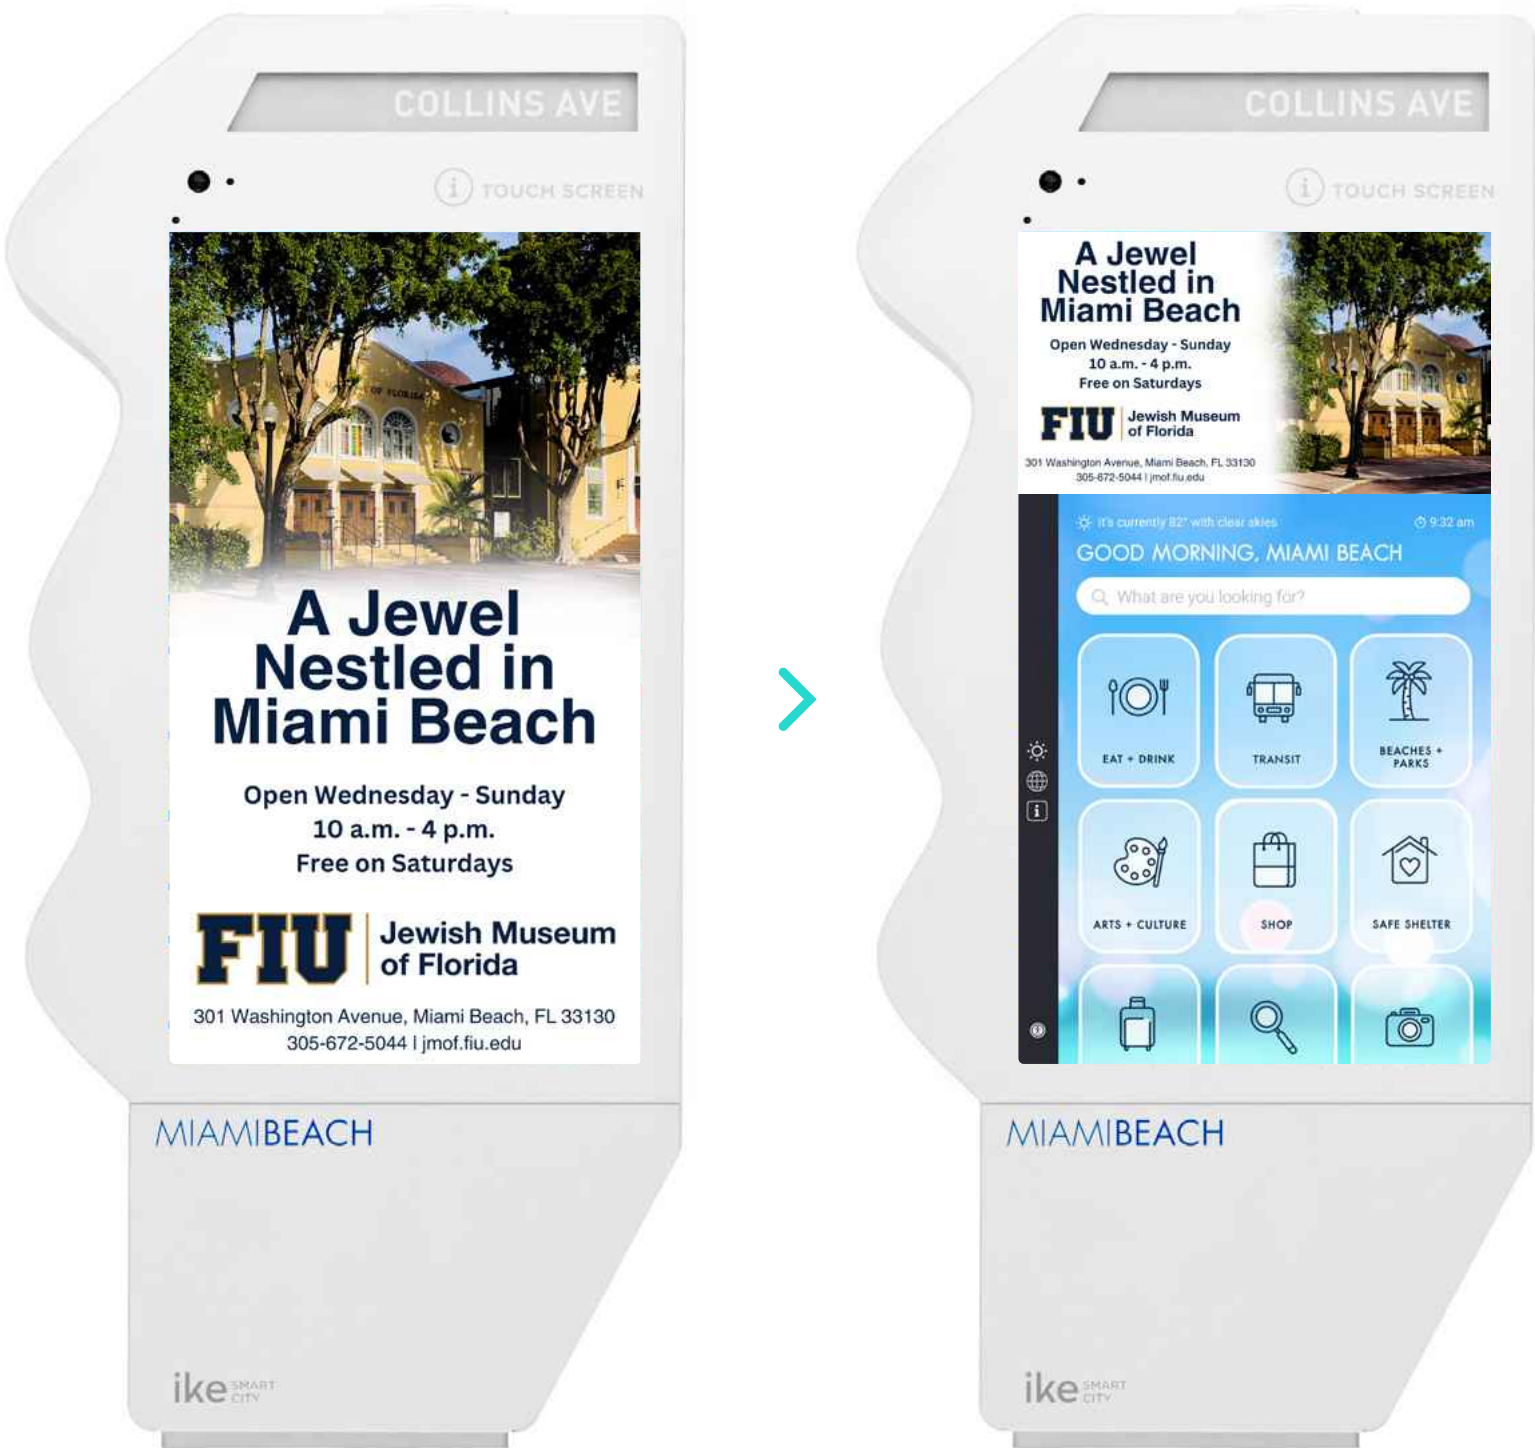 COLLINS AVE
i TOUCH SCREEN
OF FLORIDA
A Jewel
Nestled in
Miami Beach
Open Wednesday - Sunday
10 a.m. - 4 p.m.
Free on Saturdays
FIU Jewish Museum
of Florida
301 Washington Avenue, Miami Beach, FL 33130
305-672-5044 | jmof.fiu.edu
MIAMIBEACH
ike SMART
CITY
COLLINS AVE
i TOUCH SCREEN
A Jewel
Nestled in
Miami Beach
Open Wednesday - Sunday
10 a.m. - 4 p.m.
Free on Saturdays
FIU Jewish Museum
of Florida
301 Washington Avenue, Miami Beach, FL 33130
305-672-5044 | jmof.fiu.edu
it's currently 82° with clear skies 9:32 am
GOOD MORNING, MIAMI BEACH
What are you looking for?
EAT + DRINK
TRANSIT
BEACHES +
PARKS
i
ARTS + CULTURE
SHOP
SAFE SHELTER
MIAMIBEACH
ike SMART
CITY